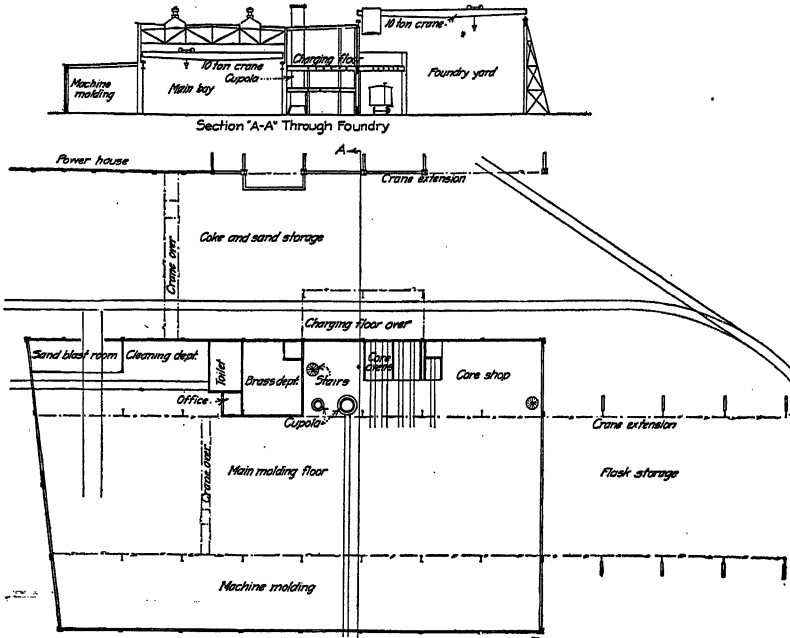 10 ton crane
10 ton crane
Charging floor
Cupola
Machine
molding
Main bay
Foundry yard
Section "A-A" Through Foundry
A
Power house
Crane extension
Coke and sand storage
Crane over
Charging floor over
Sand blast room
Cleaning dept.
Toilet
Brass dept.
Stairs
Core
ovens
Core shop
Office
Cupola
Crane extension
Crane over
Main molding floor
Flask storage
Machine molding